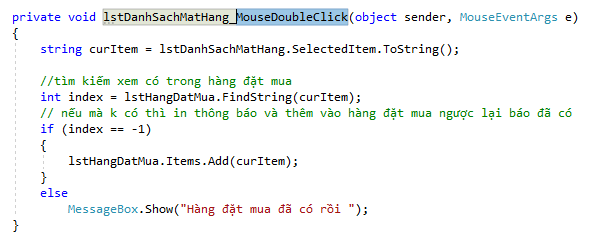 private void lstDanhSachMatHang_MouseDoubleClick(object sender, MouseEventArgs e)
{
string curItem = lstDanhSachMatHang.SelectedItem.ToString();
//tìm kiếm xem có trong hàng đặt mua
int index = lstHangDatMua.FindString(curItem);
// nếu mà k có thì in thông báo và thêm vào hàng đặt mua ngược lại báo đã có
if (index == -1)
{
lstHangDatMua.Items.Add(curItem);
}
else
MessageBox.Show("Hàng đặt mua đã có rồi ");
}